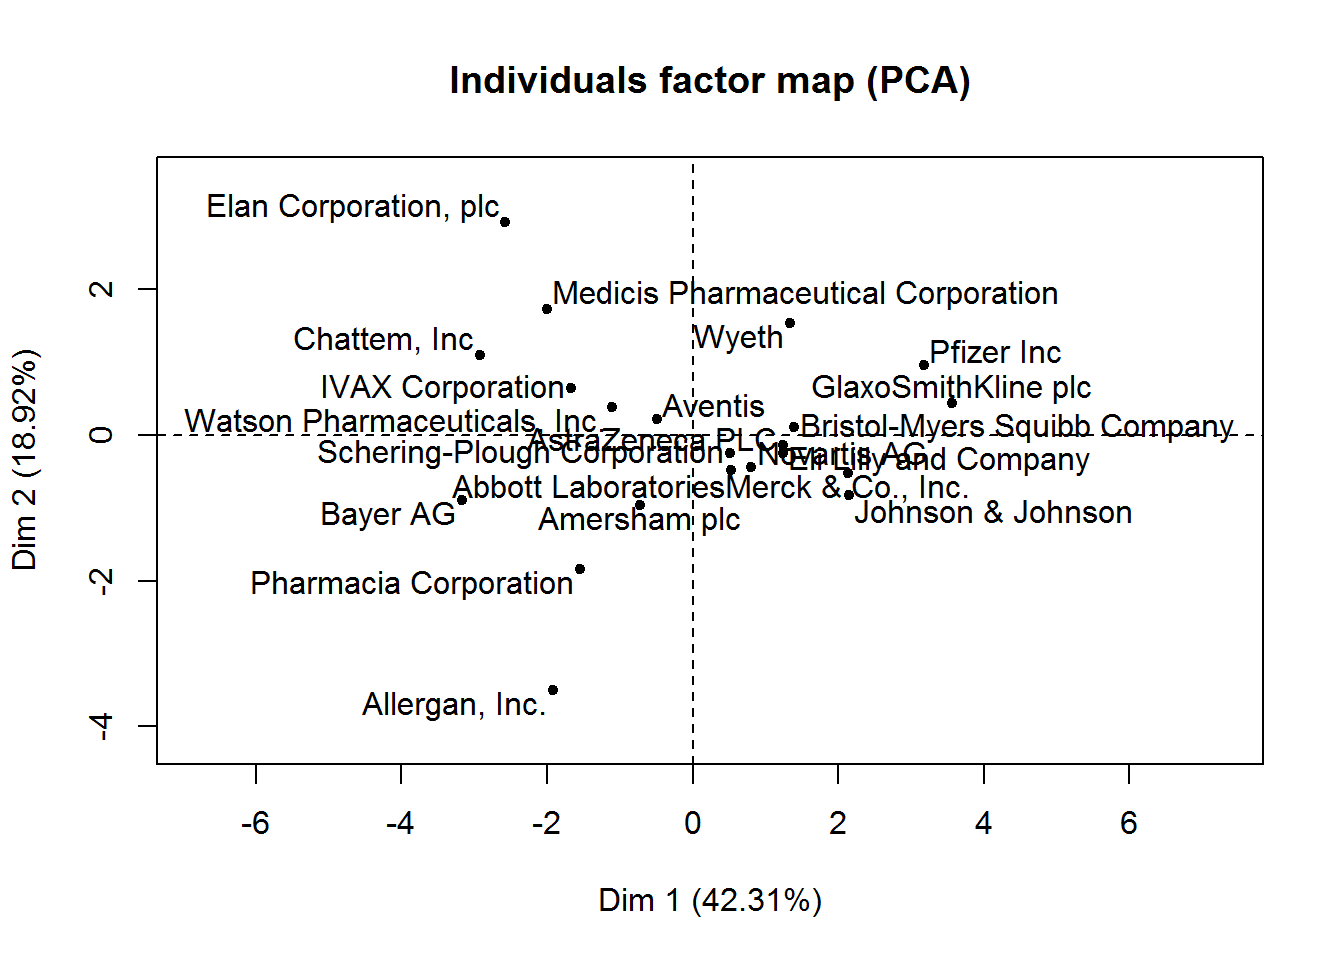 Individuals factor map (PCA)
Elan Corporation, plc
Medicis Pharmaceutical Corporation
Chattem, Inc
Wyeth
Pfizer Inc
IVAX Corporation
GlaxoSmithKline plc
Watson Pharmaceuticals, Inc.
Aventis
Bristol-Myers Squibb Company
AstraZeneca PLC
Schering-Plough Corporation
Novartis AG
Eli Lilly and Company
Abbott Laboratories
Merck & Co., Inc.
Bayer AG
Amersham plc
Johnson & Johnson
Pharmacia Corporation
Allergan, Inc.
2
0
-2
-4
Dim 2 (18.92%)
-6 -4 -2 0 2 4 6
Dim 1 (42.31%)